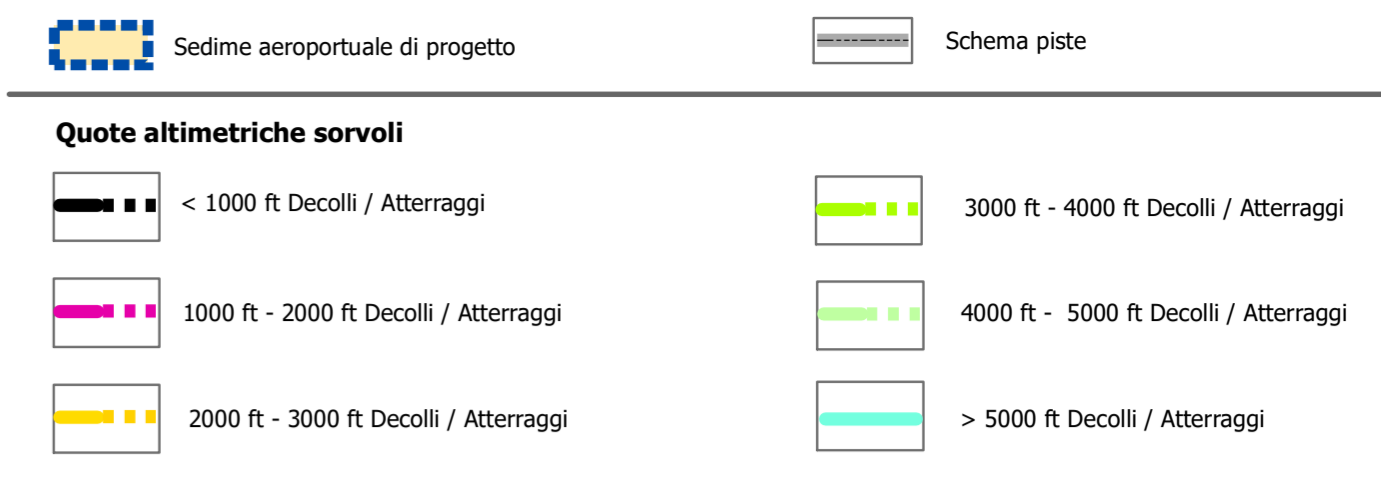 Sedime aeroportuale di progetto
Schema piste
Quote altimetriche sorvoli
< 1000 ft Decolli / Atterraggi
3000 ft - 4000 ft Decolli / Atterraggi
1000 ft - 2000 ft Decolli / Atterraggi
4000 ft -  5000 ft Decolli / Atterraggi
2000 ft - 3000 ft Decolli / Atterraggi
> 5000 ft Decolli / Atterraggi